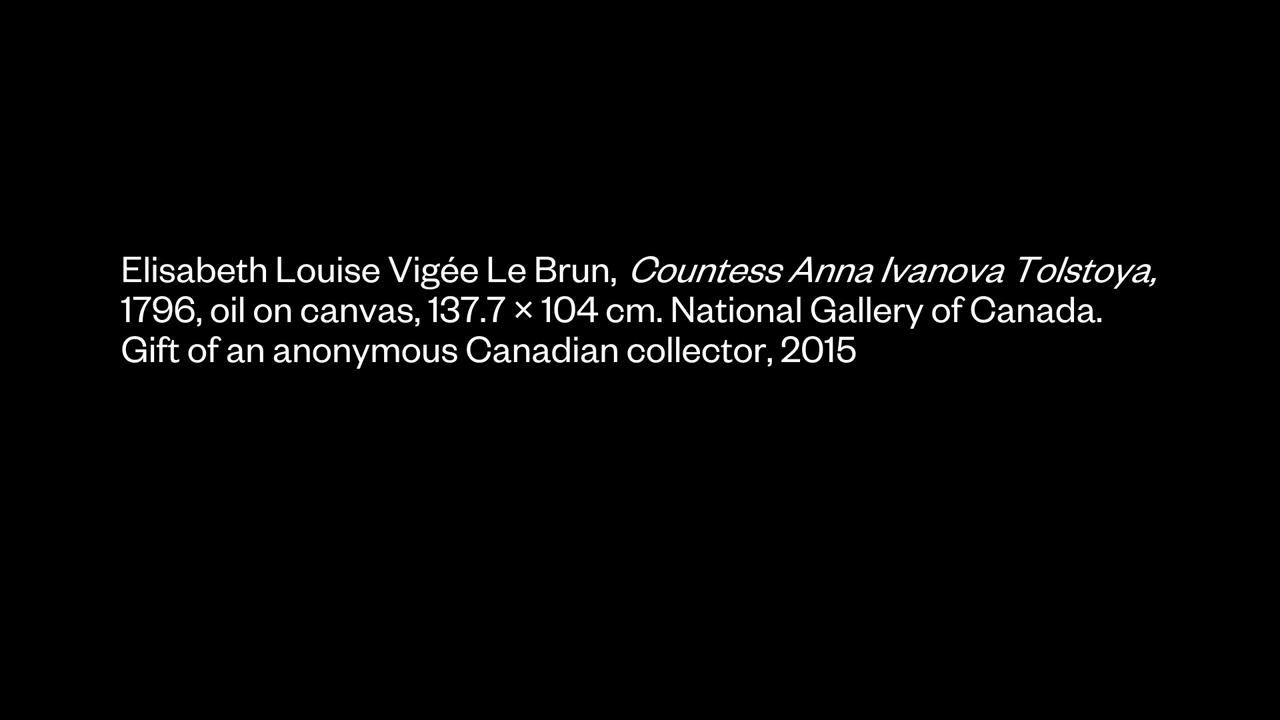 Elisabeth Louise Vigée Le Brun, Countess Anna Ivanova Tolstoya,
1796, oil on canvas, 137.7 × 104 cm. National Gallery of Canada.
Gift of an anonymous Canadian collector, 2015